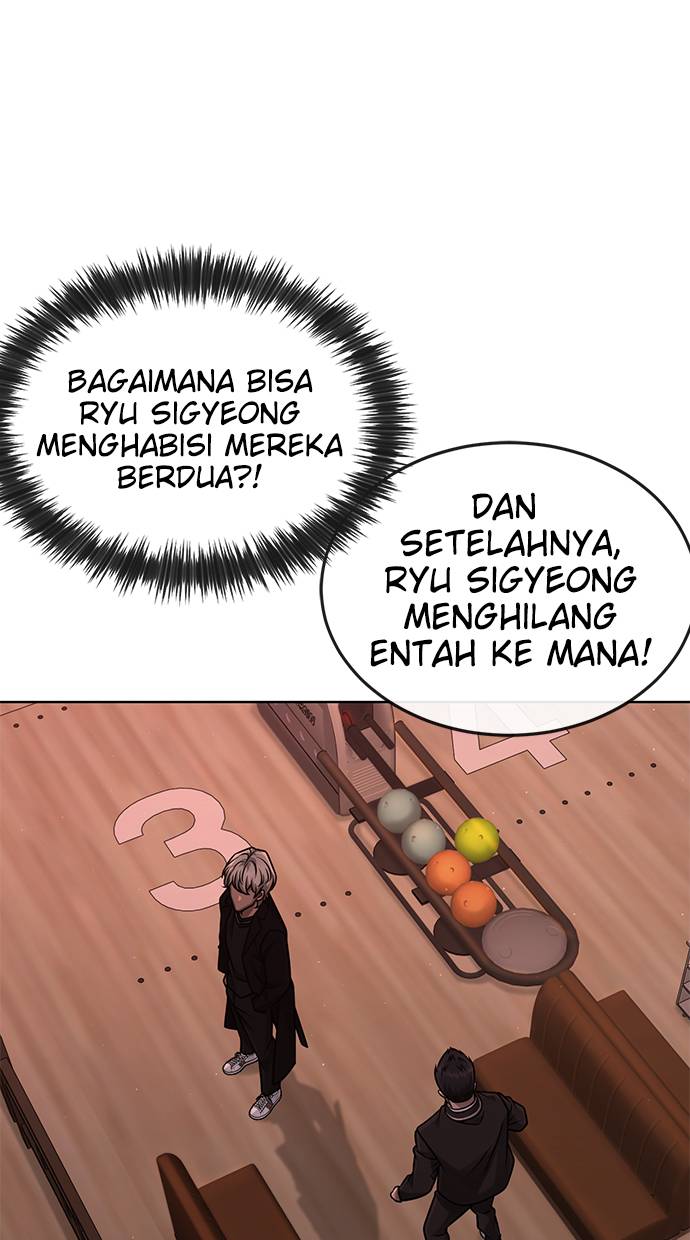 BAGAIMANA BISA
RYU SIGYEONG
MENGHABISI MEREKA
BERDUA?!
DAN
SETELAHNYA,
RYU SIGYEONG
MENGHILANG
ENTAH KE MANA!
4
3